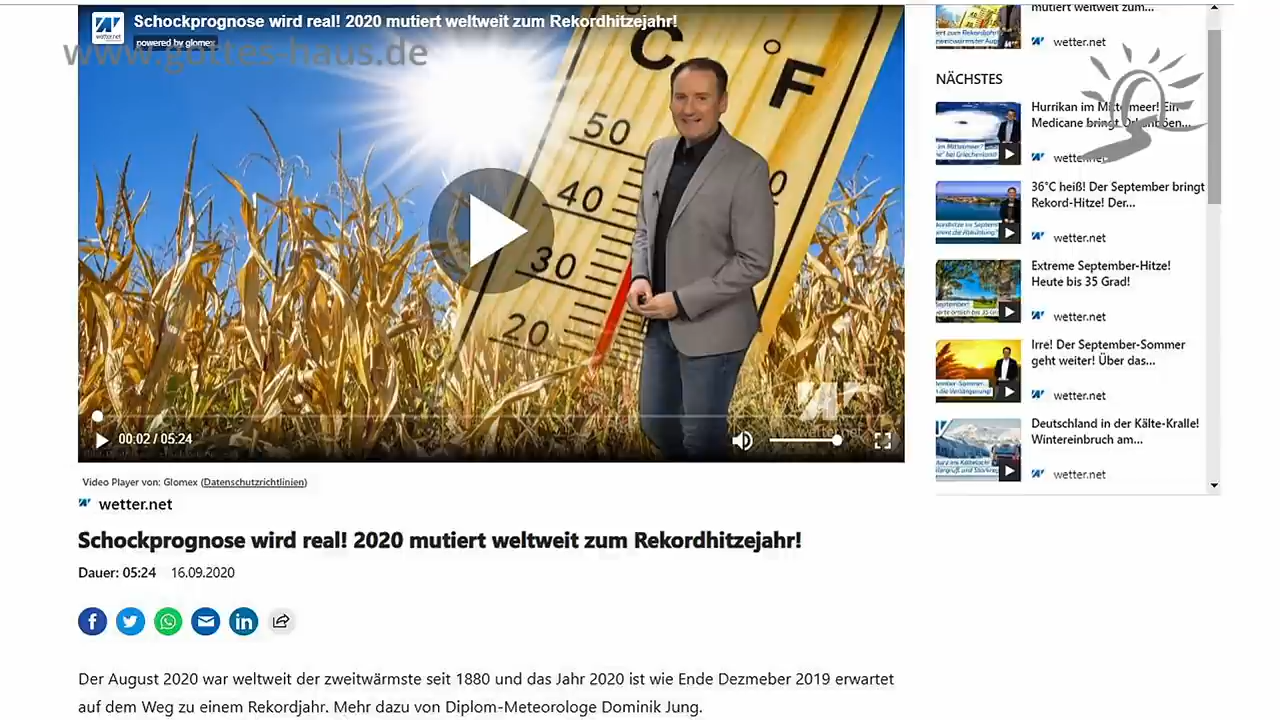 Schockprognose wird real! 2020 mutiert weltweit zum Rekordhitzejahr!
wetter.net
powered by glomex
www.gottes-haus.de
C F
50
40
30
20
00:02 / 05:24
Video Player von: Glomex (Datenschutzrichtlinien)
wetter.net
Schockprognose wird real! 2020 mutiert weltweit zum Rekordhitzejahr!
Dauer: 05:24 16.09.2020
Der August 2020 war weltweit der zweitwärmste seit 1880 und das Jahr 2020 ist wie Ende Dezmeber 2019 erwartet
auf dem Weg zu einem Rekordjahr. Mehr dazu von Diplom-Meteorologe Dominik Jung.
mutiert weltweit zum...
wetter.net
NÄCHSTES
Hurrikan im Mittelmeer! Ein
Medicane bringt Orkanböen...
wetter.net
36°C heiß! Der September bringt
Rekord-Hitze! Der...
wetter.net
Extreme September-Hitze!
Heute bis 35 Grad!
wetter.net
Irre! Der September-Sommer
geht weiter! Über das...
wetter.net
Deutschland in der Kälte-Kralle!
Wintereinbruch am...
wetter.net